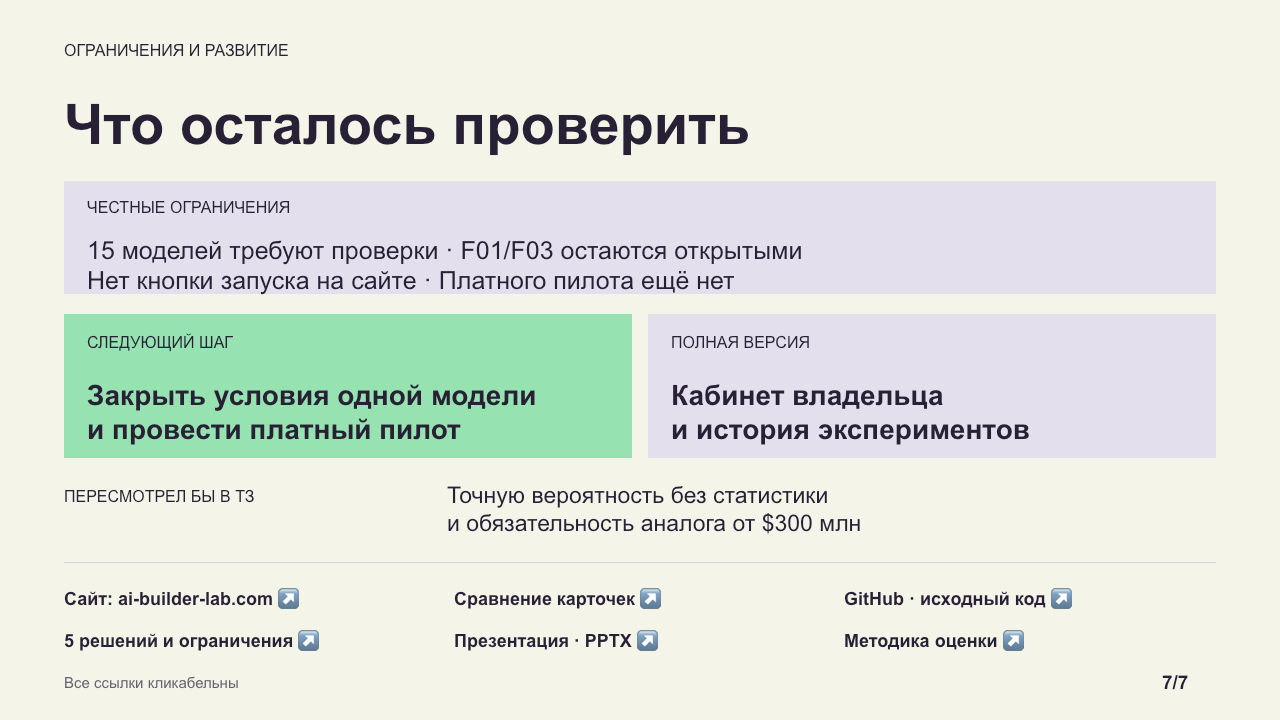 ОГРАНИЧЕНИЯ И РАЗВИТИЕ
Что осталось проверить
ЧЕСТНЫЕ ОГРАНИЧЕНИЯ
15 моделей требуют проверки · F01/F03 остаются открытыми
Нет кнопки запуска на сайте · Платного пилота ещё нет
СЛЕДУЮЩИЙ ШАГ
Закрыть условия одной модели
и провести платный пилот
ПОЛНАЯ ВЕРСИЯ
Кабинет владельца
и история экспериментов
ПЕРЕСМОТРЕЛ БЫ В ТЗ
Точную вероятность без статистики
и обязательность аналога от $300 млн
Сайт: ai-builder-lab.com ↗
Сравнение карточек ↗
GitHub · исходный код ↗
5 решений и ограничения ↗
Презентация · PPTX ↗
Методика оценки ↗
Все ссылки кликабельны
7/7